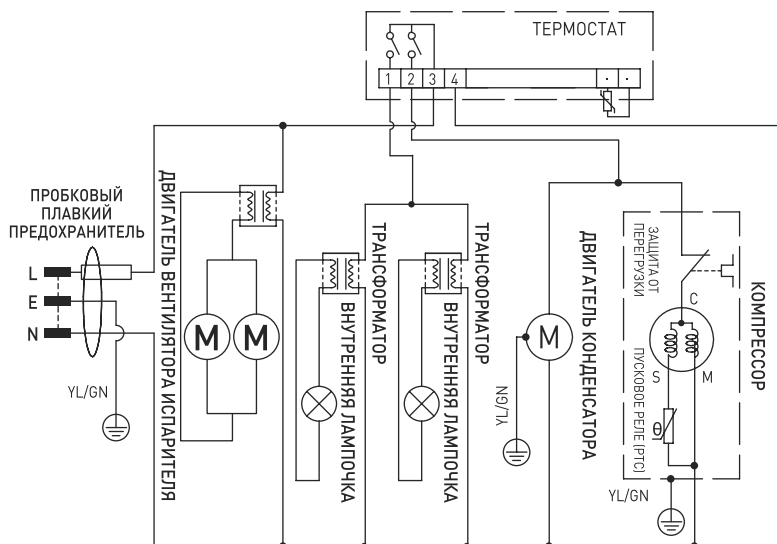 ТЕРМОСТАТ
1 2 3 4
ПРОБКОВЫЙ
ПЛАВКИЙ
ПРЕДОХРАНИТЕЛЬ
L
E
N
YL/GN
ДВИГАТЕЛЬ ВЕНТИЛЯТОРА ИСПАРИТЕЛЯ
M
M
ТРАНСФОРМАТОР
ВНУТРЕННЯЯ ЛАМПОЧКА
ТРАНСФОРМАТОР
ВНУТРЕННЯЯ ЛАМПОЧКА
YL/GN
M
ДВИГАТЕЛЬ КОНДЕНСАТОРА
ЗАЩИТА ОТ
ПЕРЕГРУЗКИ
C
S
M
ПУСКОВОЕ РЕЛЕ (PTC)
θ
YL/GN
КОМПРЕССОР